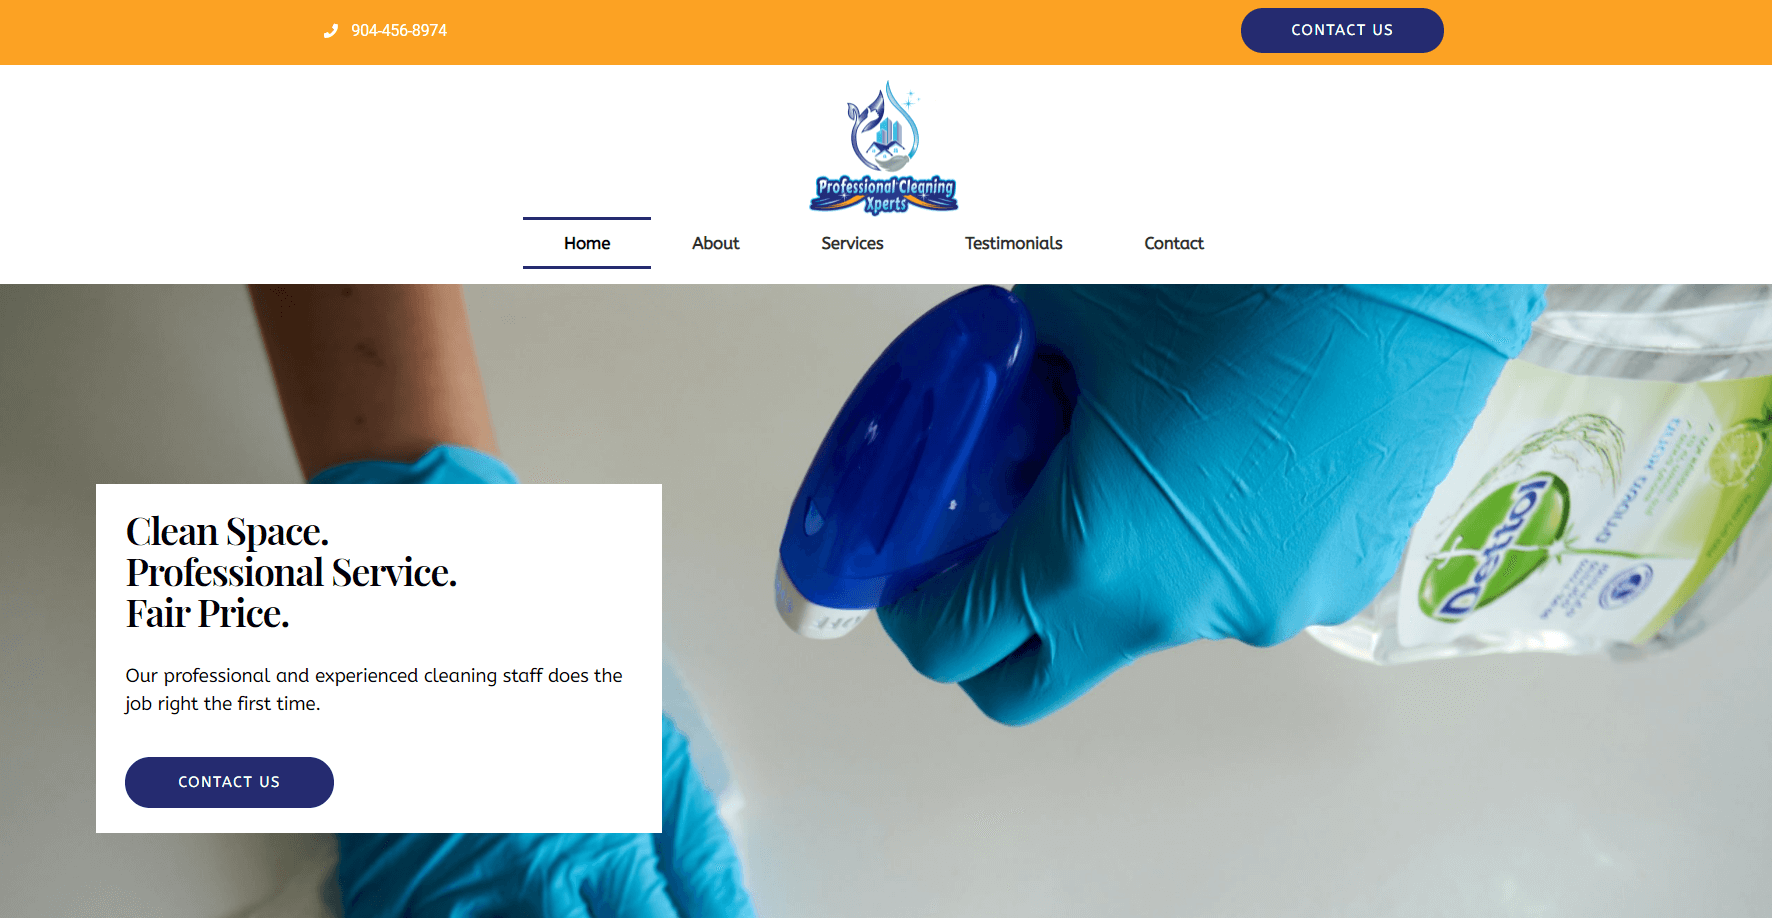 904-456-8974
CONTACT US
Professional Cleaning
Xperts
Home
About
Services
Testimonials
Contact
Clean Space.
Professional Service.
Fair Price.
Our professional and experienced cleaning staff does the
job right the first time.
CONTACT US
Dettol